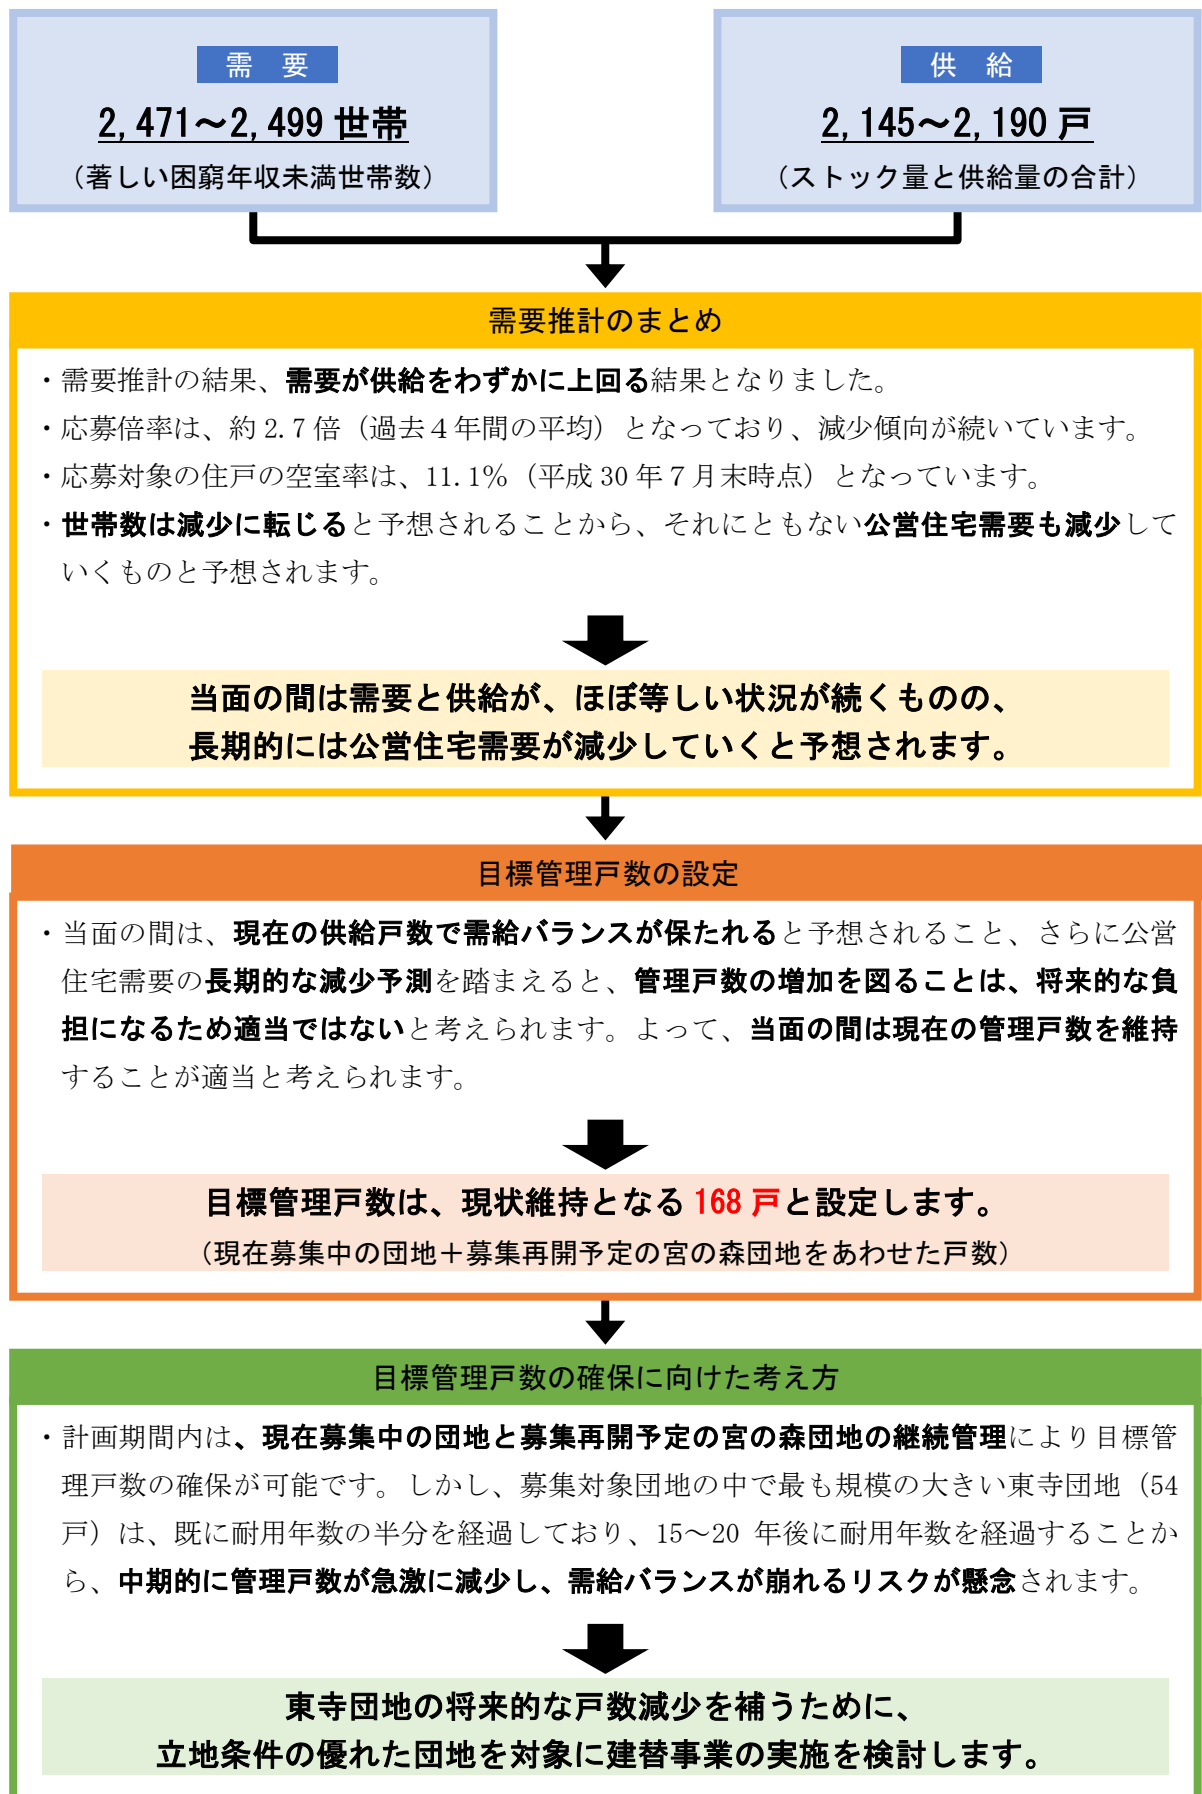 需　要
2,471～2,499世帯
（著しい困窮年収未満世帯数）
供　給
2,145～2,190戸
（ストック量と供給量の合計）
需要推計のまとめ
・需要推計の結果、需要が供給をわずかに上回る結果となりました。
・応募倍率は、約2.7倍（過去４年間の平均）となっており、減少傾向が続いています。
・応募対象の住戸の空室率は、11.1％（平成30年７月末時点）となっています。
・世帯数は減少に転じると予想されることから、それにともない公営住宅需要も減少して
いくものと予想されます。
当面の間は需要と供給が、ほぼ等しい状況が続くものの、
長期的には公営住宅需要が減少していくと予想されます。
目標管理戸数の設定
・当面の間は、現在の供給戸数で需給バランスが保たれると予想されること、さらに公営
住宅需要の長期的な減少予測を踏まえると、管理戸数の増加を図ることは、将来的な負
担になるため適当ではないと考えられます。よって、当面の間は現在の管理戸数を維持
することが適当と考えられます。
目標管理戸数は、現状維持となる168戸と設定します。
（現在募集中の団地＋募集再開予定の宮の森団地をあわせた戸数）
目標管理戸数の確保に向けた考え方
・計画期間内は、現在募集中の団地と募集再開予定の宮の森団地の継続管理により目標管
理戸数の確保が可能です。しかし、募集対象団地の中で最も規模の大きい東寺団地（54
戸）は、既に耐用年数の半分を経過しており、15～20年後に耐用年数を経過することか
ら、中期的に管理戸数が急激に減少し、需給バランスが崩れるリスクが懸念されます。
東寺団地の将来的な戸数減少を補うために、
立地条件の優れた団地を対象に建替事業の実施を検討します。